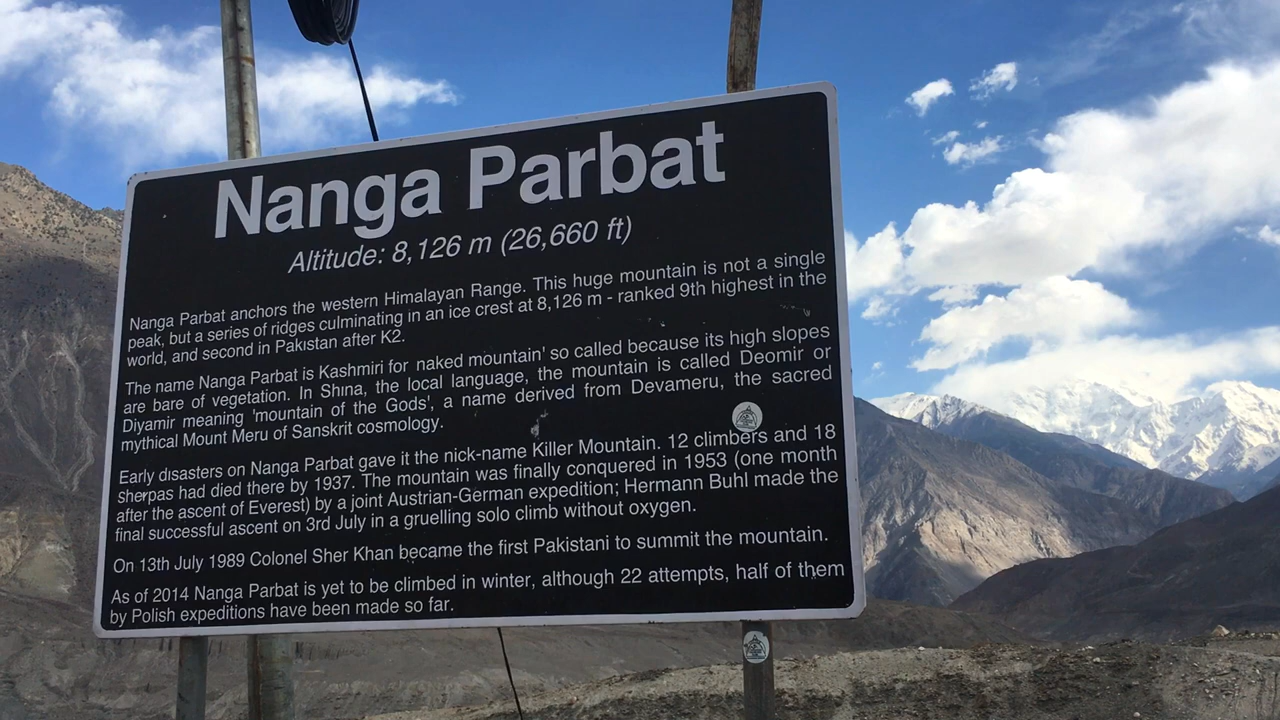 Nanga Parbat
Altitude: 8,126 m (26,660 ft)
Nanga Parbat anchors the western Himalayan Range. This huge mountain is not a single
peak, but a series of ridges culminating in an ice crest at 8,126 m - ranked 9th highest in the
world, and second in Pakistan after K2.
The name Nanga Parbat is Kashmiri for naked mountain' so called because its high slopes
are bare of vegetation. In Shina, the local language, the mountain is called Deomir or
Diyamir meaning 'mountain of the Gods', a name derived from Devameru, the sacred
mythical Mount Meru of Sanskrit cosmology.
Early disasters on Nanga Parbat gave it the nick-name Killer Mountain. 12 climbers and 18
sherpas had died there by 1937. The mountain was finally conquered in 1953 (one month
after the ascent of Everest) by a joint Austrian-German expedition; Hermann Buhl made the
final successful ascent on 3rd July in a gruelling solo climb without oxygen.
On 13th July 1989 Colonel Sher Khan became the first Pakistani to summit the mountain.
As of 2014 Nanga Parbat is yet to be climbed in winter, although 22 attempts, half of them
by Polish expeditions have been made so far.